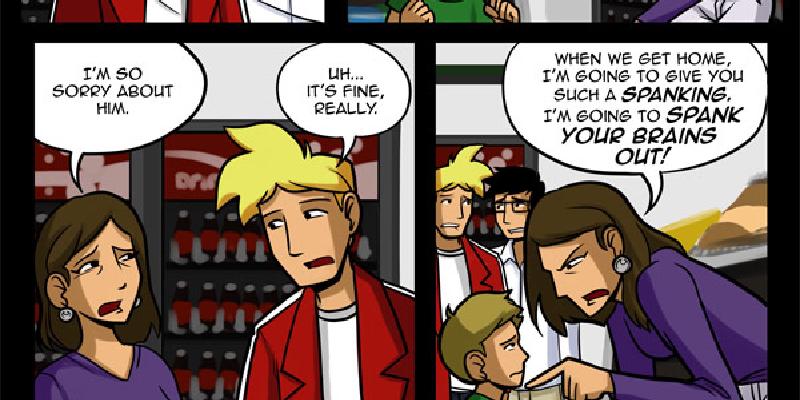 I'M SO
SORRY ABOUT
HIM.
UH...
IT'S FINE,
REALLY.
WHEN WE GET HOME,
I'M GOING TO GIVE YOU
SUCH A SPANKING.
I'M GOING TO SPANK
YOUR BRAINS
OUT!